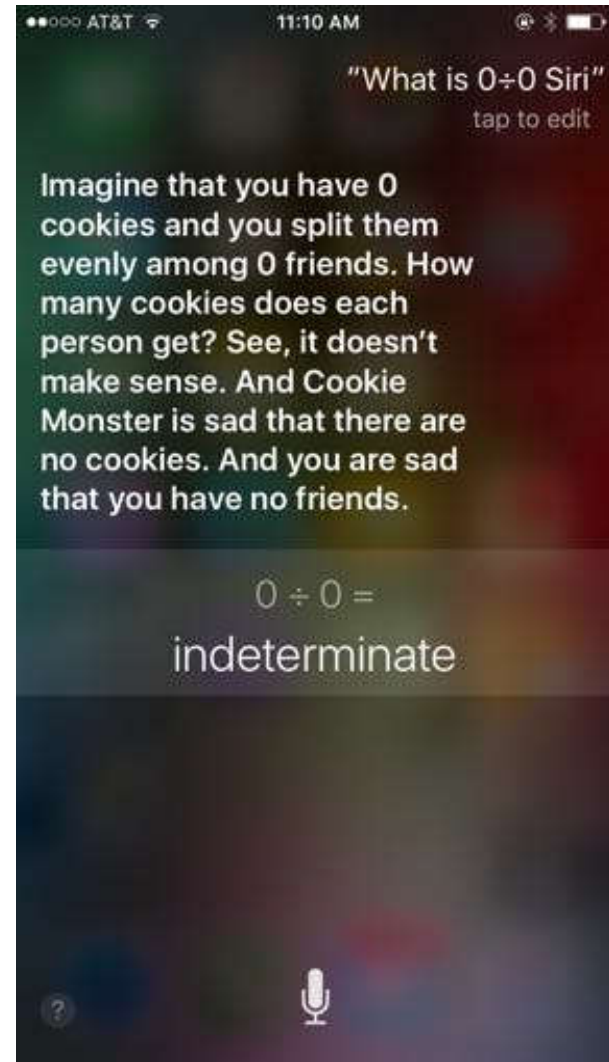 AT&T 11:10 AM
"What is 0÷0 Siri"
tap to edit
Imagine that you have 0
cookies and you split them
evenly among 0 friends. How
many cookies does each
person get? See, it doesn't
make sense. And Cookie
Monster is sad that there are
no cookies. And you are sad
that you have no friends.
0 ÷ 0 =
indeterminate
?